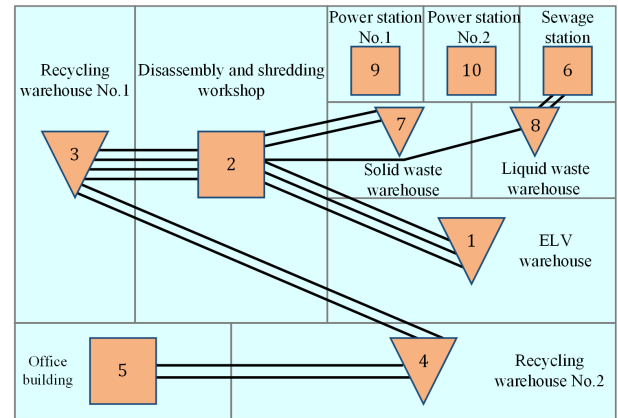 Power station
No.1
Power station
No.2
Sewage
station
9
10
6
Recycling
warehouse No.1
Disassembly and shredding
workshop
7
8
3
2
Solid waste
warehouse
Liquid waste
warehouse
1
ELV
warehouse
Office
building
5
4
Recycling
warehouse No.2